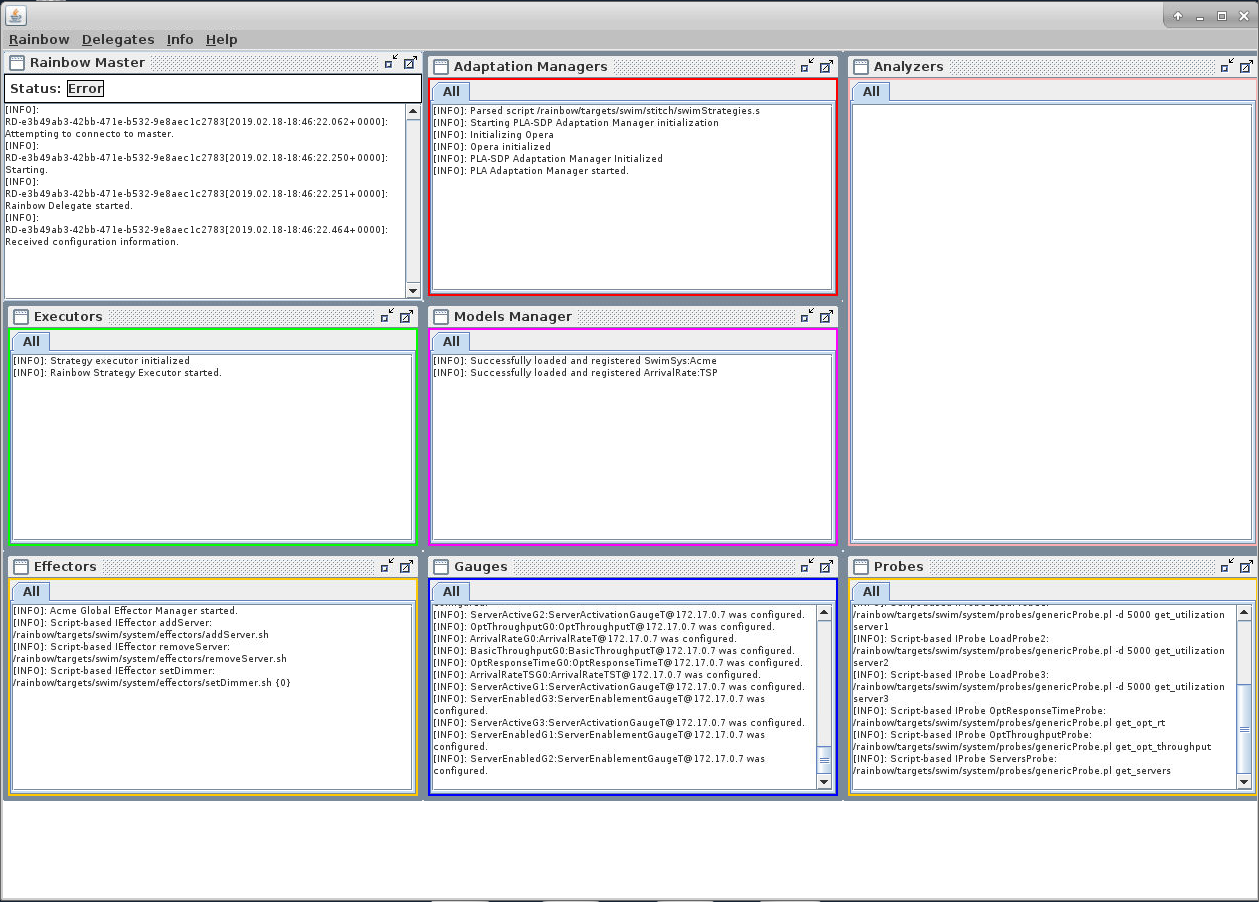 Rainbow Delegates Info Help
Rainbow Master
Status: Error
[INFO]:
RD-e3b49ab3-42bb-471e-b532-9e8aec1c2783[2019.02.18-18:46:22.062+0000]:
Attempting to connecto to master.
[INFO]:
RD-e3b49ab3-42bb-471e-b532-9e8aec1c2783[2019.02.18-18:46:22.250+0000]:
Starting.
[INFO]:
RD-e3b49ab3-42bb-471e-b532-9e8aec1c2783[2019.02.18-18:46:22.251+0000]:
Rainbow Delegate started.
[INFO]:
RD-e3b49ab3-42bb-471e-b532-9e8aec1c2783[2019.02.18-18:46:22.464+0000]:
Received configuration information.
Adaptation Managers
All
[INFO]: Parsed script /rainbow/targets/swim/stitch/swimStrategies.s
[INFO]: Starting PLA-SDP Adaptation Manager initialization
[INFO]: Initializing Opera
[INFO]: Opera initialized
[INFO]: PLA-SDP Adaptation Manager Initialized
[INFO]: PLA Adaptation Manager started.
Analyzers
All
Executors
All
[INFO]: Strategy executor initialized
[INFO]: Rainbow Strategy Executor started.
Models Manager
All
[INFO]: Successfully loaded and registered SwimSys:Acme
[INFO]: Successfully loaded and registered ArrivalRate:TSP
Effectors
All
[INFO]: Acme Global Effector Manager started.
[INFO]: Script-based IEffector addServer:
/rainbow/targets/swim/system/effectors/addServer.sh
[INFO]: Script-based IEffector removeServer:
/rainbow/targets/swim/system/effectors/removeServer.sh
[INFO]: Script-based IEffector setDimmer:
/rainbow/targets/swim/system/effectors/setDimmer.sh {0}
Gauges
All
configured.
[INFO]: ServerActiveG2:ServerActivationGaugeT@172.17.0.7 was configured.
[INFO]: OptThroughputG0:OptThroughputT@172.17.0.7 was configured.
[INFO]: ArrivalRateG0:ArrivalRateT@172.17.0.7 was configured.
[INFO]: BasicThroughputG0:BasicThroughputT@172.17.0.7 was configured.
[INFO]: OptResponseTimeG0:OptResponseTimeT@172.17.0.7 was configured.
[INFO]: ArrivalRateTSG0:ArrivalRateTST@172.17.0.7 was configured.
[INFO]: ServerActiveG1:ServerActivationGaugeT@172.17.0.7 was configured.
[INFO]: ServerEnabledG3:ServerEnablementGaugeT@172.17.0.7 was
configured.
[INFO]: ServerActiveG3:ServerActivationGaugeT@172.17.0.7 was configured.
[INFO]: ServerEnabledG1:ServerEnablementGaugeT@172.17.0.7 was
configured.
[INFO]: ServerEnabledG2:ServerEnablementGaugeT@172.17.0.7 was
configured.
Probes
All
[INFO]: Script-based IProbe LoadProbe1:
/rainbow/targets/swim/system/probes/genericProbe.pl -d 5000 get_utilization
server1
[INFO]: Script-based IProbe LoadProbe2:
/rainbow/targets/swim/system/probes/genericProbe.pl -d 5000 get_utilization
server2
[INFO]: Script-based IProbe LoadProbe3:
/rainbow/targets/swim/system/probes/genericProbe.pl -d 5000 get_utilization
server3
[INFO]: Script-based IProbe OptResponseTimeProbe:
/rainbow/targets/swim/system/probes/genericProbe.pl get_opt_rt
[INFO]: Script-based IProbe OptThroughputProbe:
/rainbow/targets/swim/system/probes/genericProbe.pl get_opt_throughput
[INFO]: Script-based IProbe ServersProbe:
/rainbow/targets/swim/system/probes/genericProbe.pl get_servers